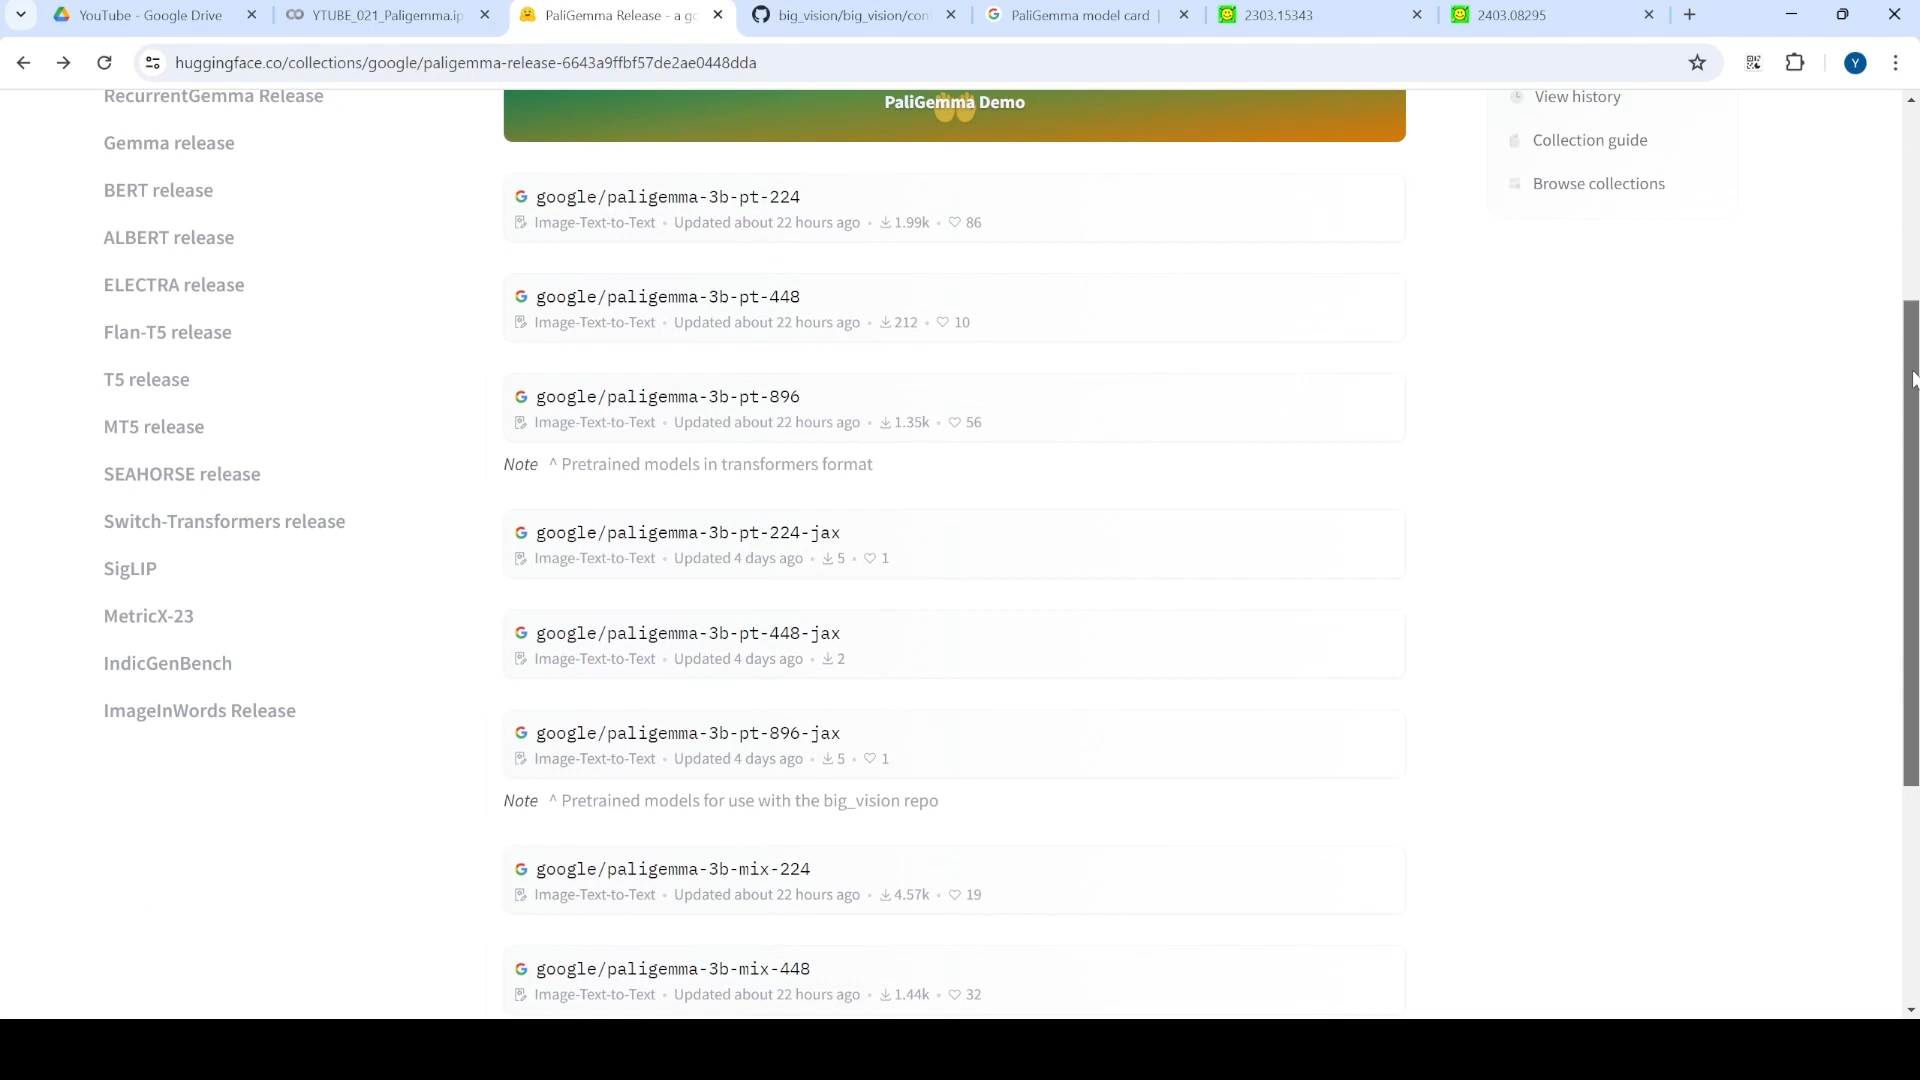 YouTube - Google Drive
YTUBE_021_Paligemma.ip
PaliGemma Release - a go
big_vision/big_vision/con
PaliGemma model card
2303.15343
2403.08295
huggingface.co/collections/google/paligemma-release-6643a9ffbf57de2ae0448dda
Y
RecurrentGemma Release
Gemma release
BERT release
ALBERT release
ELECTRA release
Flan-T5 release
T5 release
MT5 release
SEAHORSE release
Switch-Transformers release
SigLIP
MetricX-23
IndicGenBench
ImageInWords Release
PaliGemma Demo
google/paligemma-3b-pt-224
Image-Text-to-Text • Updated about 22 hours ago • 1.99k • 86
google/paligemma-3b-pt-448
Image-Text-to-Text • Updated about 22 hours ago • 212 • 10
google/paligemma-3b-pt-896
Image-Text-to-Text • Updated about 22 hours ago • 1.35k • 56
Note ^ Pretrained models in transformers format
google/paligemma-3b-pt-224-jax
Image-Text-to-Text • Updated 4 days ago • 5 • 1
google/paligemma-3b-pt-448-jax
Image-Text-to-Text • Updated 4 days ago • 2
google/paligemma-3b-pt-896-jax
Image-Text-to-Text • Updated 4 days ago • 5 • 1
Note ^ Pretrained models for use with the big_vision repo
google/paligemma-3b-mix-224
Image-Text-to-Text • Updated about 22 hours ago • 4.57k • 19
google/paligemma-3b-mix-448
Image-Text-to-Text • Updated about 22 hours ago • 1.44k • 32
View history
Collection guide
Browse collections